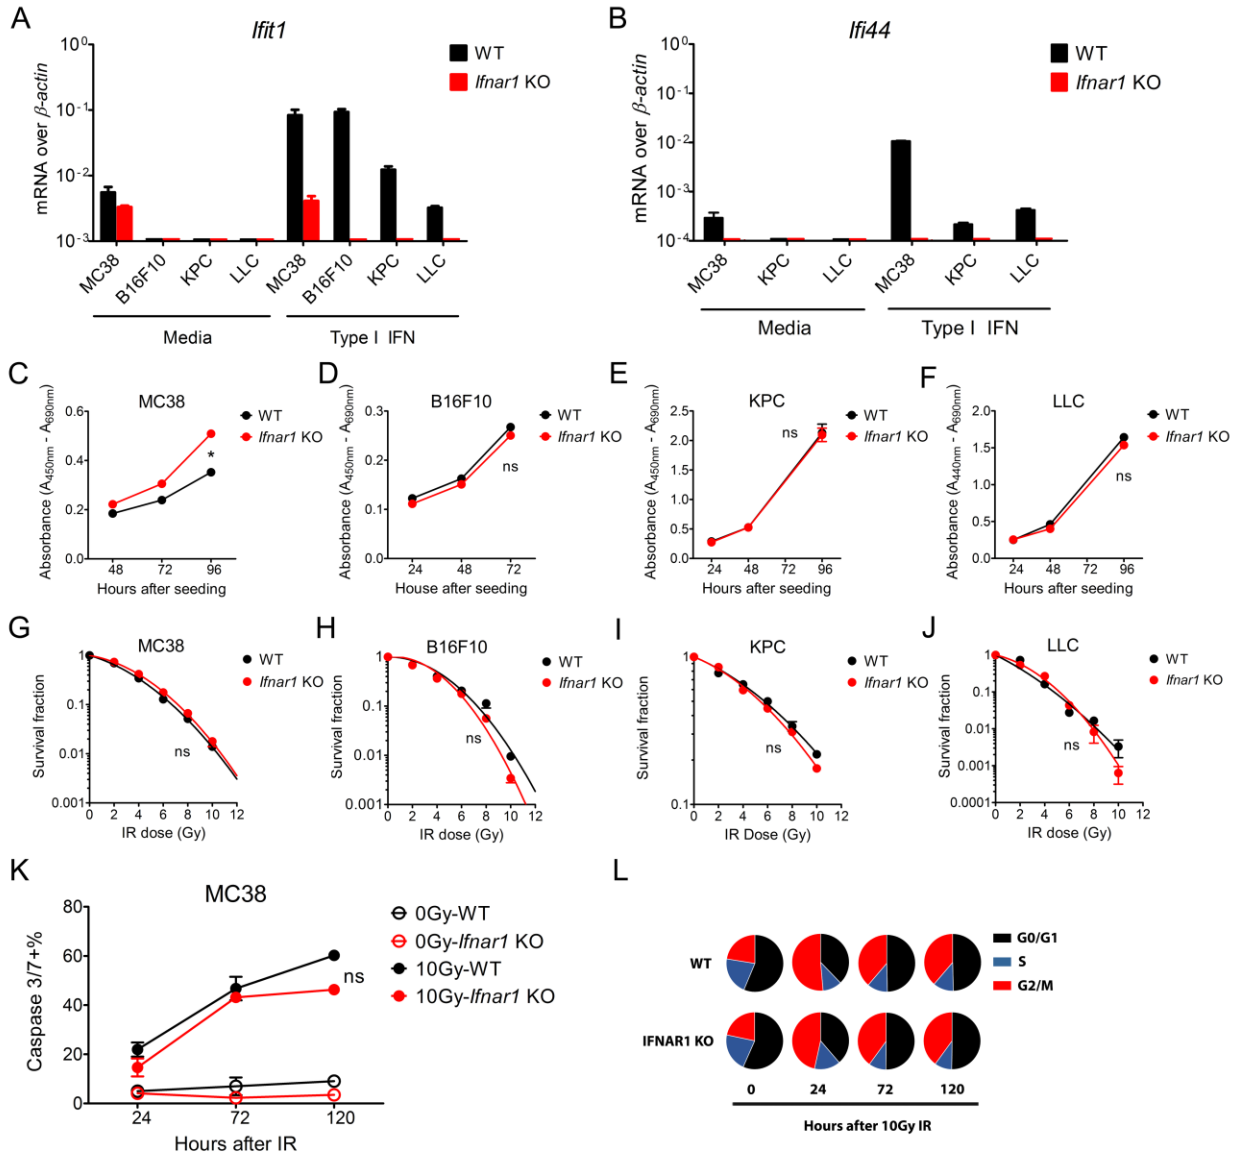 A
Ifit1
10⁰
10⁻¹
10⁻²
10⁻³
mRNA over β-actin
WT
Ifnar1 KO
MC38
B16F10
KPC
LLC
MC38
B16F10
KPC
LLC
Media
Type I IFN
B
Ifi44
10⁰
10⁻¹
10⁻²
10⁻³
10⁻⁴
mRNA over β-actin
WT
Ifnar1 KO
MC38
KPC
LLC
MC38
KPC
LLC
Media
Type I IFN
C
MC38
Absorbance (A450nm - A690nm)
0.6
0.4
0.2
0.0
WT
Ifnar1 KO
*
48 72 96
Hours after seeding
D
B16F10
Absorbance (A450nm - A690nm)
0.3
0.2
0.1
0.0
WT
Ifnar1 KO
ns
24 48 72
House after seeding
E
KPC
Absorbance (A450nm - A690nm)
2.5
2.0
1.5
1.0
0.5
0.0
WT
Ifnar1 KO
ns
24 48 72 96
Hours after seeding
F
LLC
Absorbance (A440nm - A690nm)
2.0
1.5
1.0
0.5
0.0
WT
Ifnar1 KO
ns
24 48 72 96
Hours after seeding
G
MC38
Survival fraction
1
0.1
0.01
0.001
WT
Ifnar1 KO
ns
0 2 4 6 8 10 12
IR dose (Gy)
H
B16F10
Survival fraction
1
0.1
0.01
0.001
WT
Ifnar1 KO
ns
0 2 4 6 8 10 12
IR dose (Gy)
I
KPC
Survival fraction
1
0.1
WT
Ifnar1 KO
ns
0 2 4 6 8 10 12
IR Dose (Gy)
J
LLC
Survival fraction
1
0.1
0.01
0.001
0.0001
WT
Ifnar1 KO
ns
0 2 4 6 8 10 12
IR dose (Gy)
K
MC38
Caspase 3/7+%
80
60
40
20
0
0Gy-WT
0Gy-Ifnar1 KO
10Gy-WT
10Gy-Ifnar1 KO
ns
24 72 120
Hours after IR
L
WT
IFNAR1 KO
G0/G1
S
G2/M
0 24 72 120
Hours after 10Gy IR